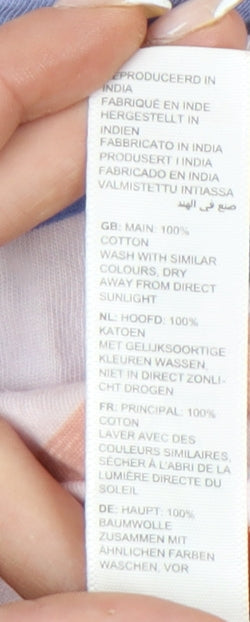 GEPRODUCEERD IN
INDIA
FABRIQUÉ EN INDE
HERGESTELLT IN
INDIEN
FABBRICATO IN INDIA
PRODUSERT I INDIA
FABRICADO EN INDIA
VALMISTETTU INTIASSA
صنع في الهند
GB: MAIN: 100%
COTTON
WASH WITH SIMILAR
COLOURS, DRY
AWAY FROM DIRECT
SUNLIGHT
NL: HOOFD: 100%
KATOEN
MET GELIJKSOORTIGE
KLEUREN WASSEN,
NIET IN DIRECT ZONLI-
CHT DROGEN
FR: PRINCIPAL: 100%
COTON
LAVER AVEC DES
COULEURS SIMILAIRES,
SÉCHER À L'ABRI DE LA
LUMIÈRE DIRECTE DU
SOLEIL
DE: HAUPT: 100%
BAUMWOLLE
ZUSAMMEN MIT
ÄHNLICHEN FARBEN
WASCHEN, VOR